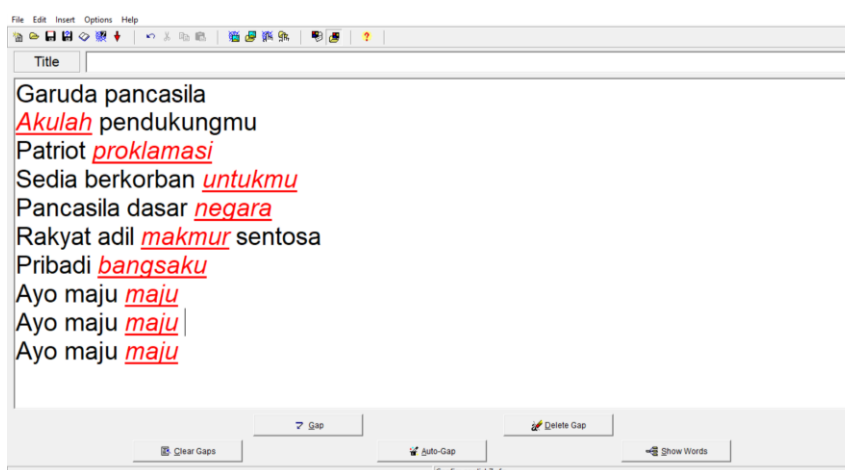 File Edit Insert Options Help
Title
Garuda pancasila
Akulah pendukungmu
Patriot proklamasi
Sedia berkorban untukmu
Pancasila dasar negara
Rakyat adil makmur sentosa
Pribadi bangsaku
Ayo maju maju
Ayo maju maju
Ayo maju maju
Gap Delete Gap
Clear Gaps Auto-Gap Show Words